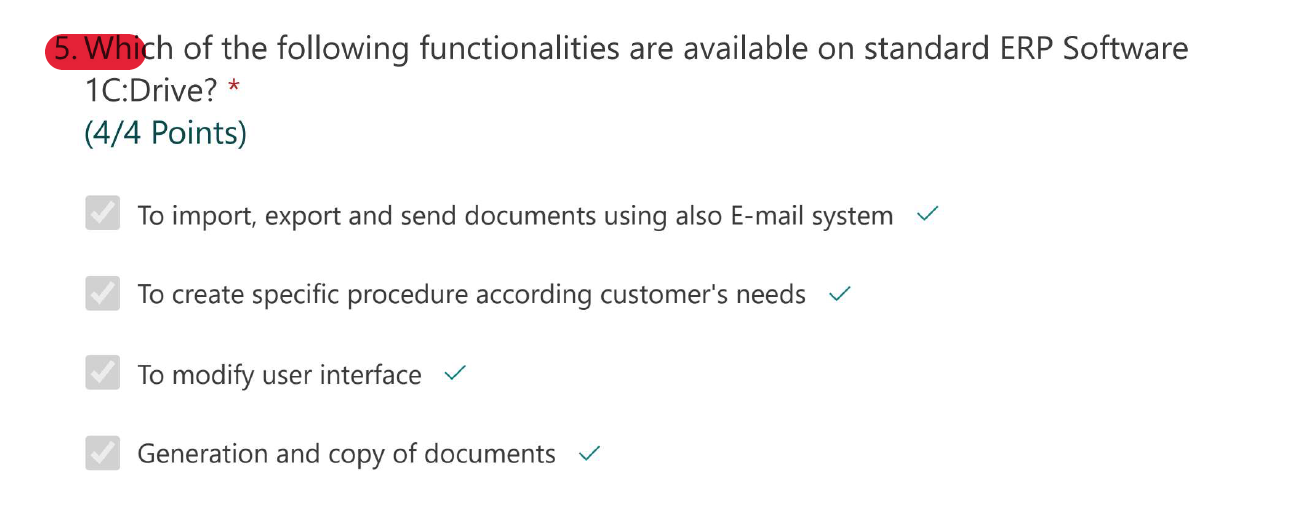 5. Which of the following functionalities are available on standard ERP Software
1C:Drive? *
(4/4 Points)
To import, export and send documents using also E-mail system
To create specific procedure according customer's needs
To modify user interface
Generation and copy of documents